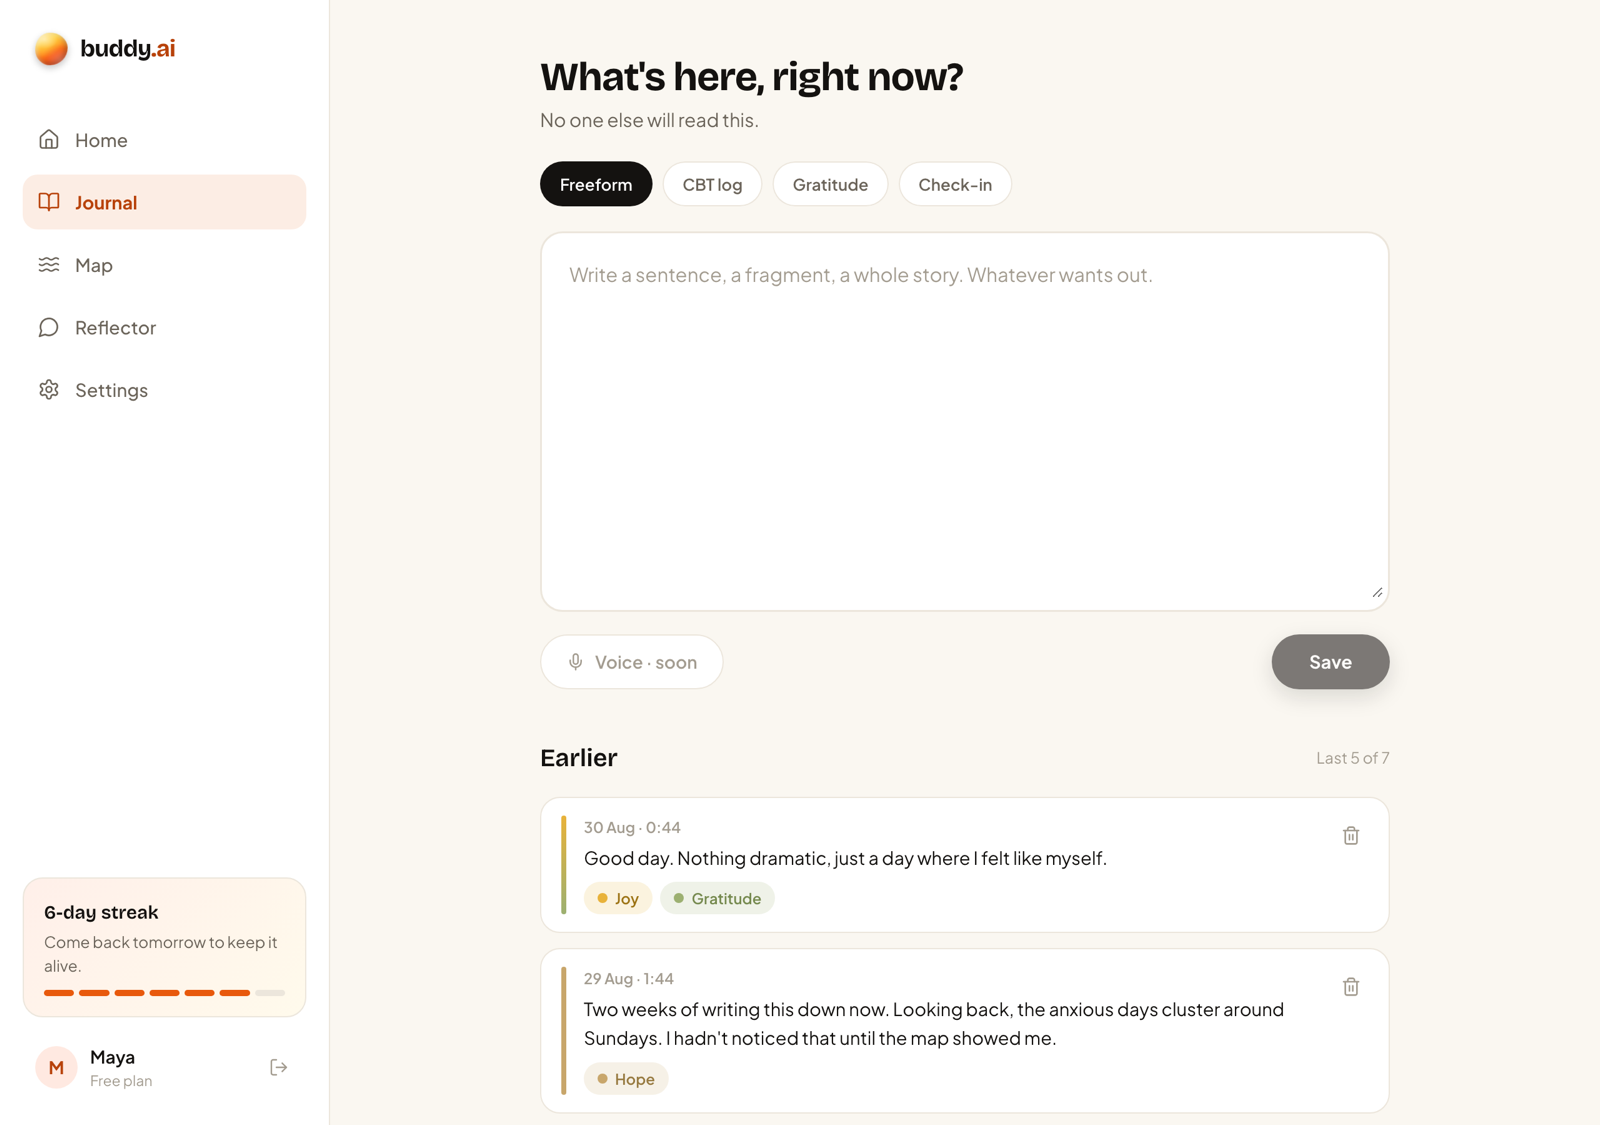 buddy.ai
Home
Journal
Map
Reflector
Settings
6-day streak
Come back tomorrow to keep it
alive.
M
Maya
Free plan
What's here, right now?
No one else will read this.
Freeform
CBT log
Gratitude
Check-in
Write a sentence, a fragment, a whole story. Whatever wants out.
Voice · soon
Save
Earlier
Last 5 of 7
30 Aug · 0:44
Good day. Nothing dramatic, just a day where I felt like myself.
Joy
Gratitude
29 Aug · 1:44
Two weeks of writing this down now. Looking back, the anxious days cluster around
Sundays. I hadn't noticed that until the map showed me.
Hope